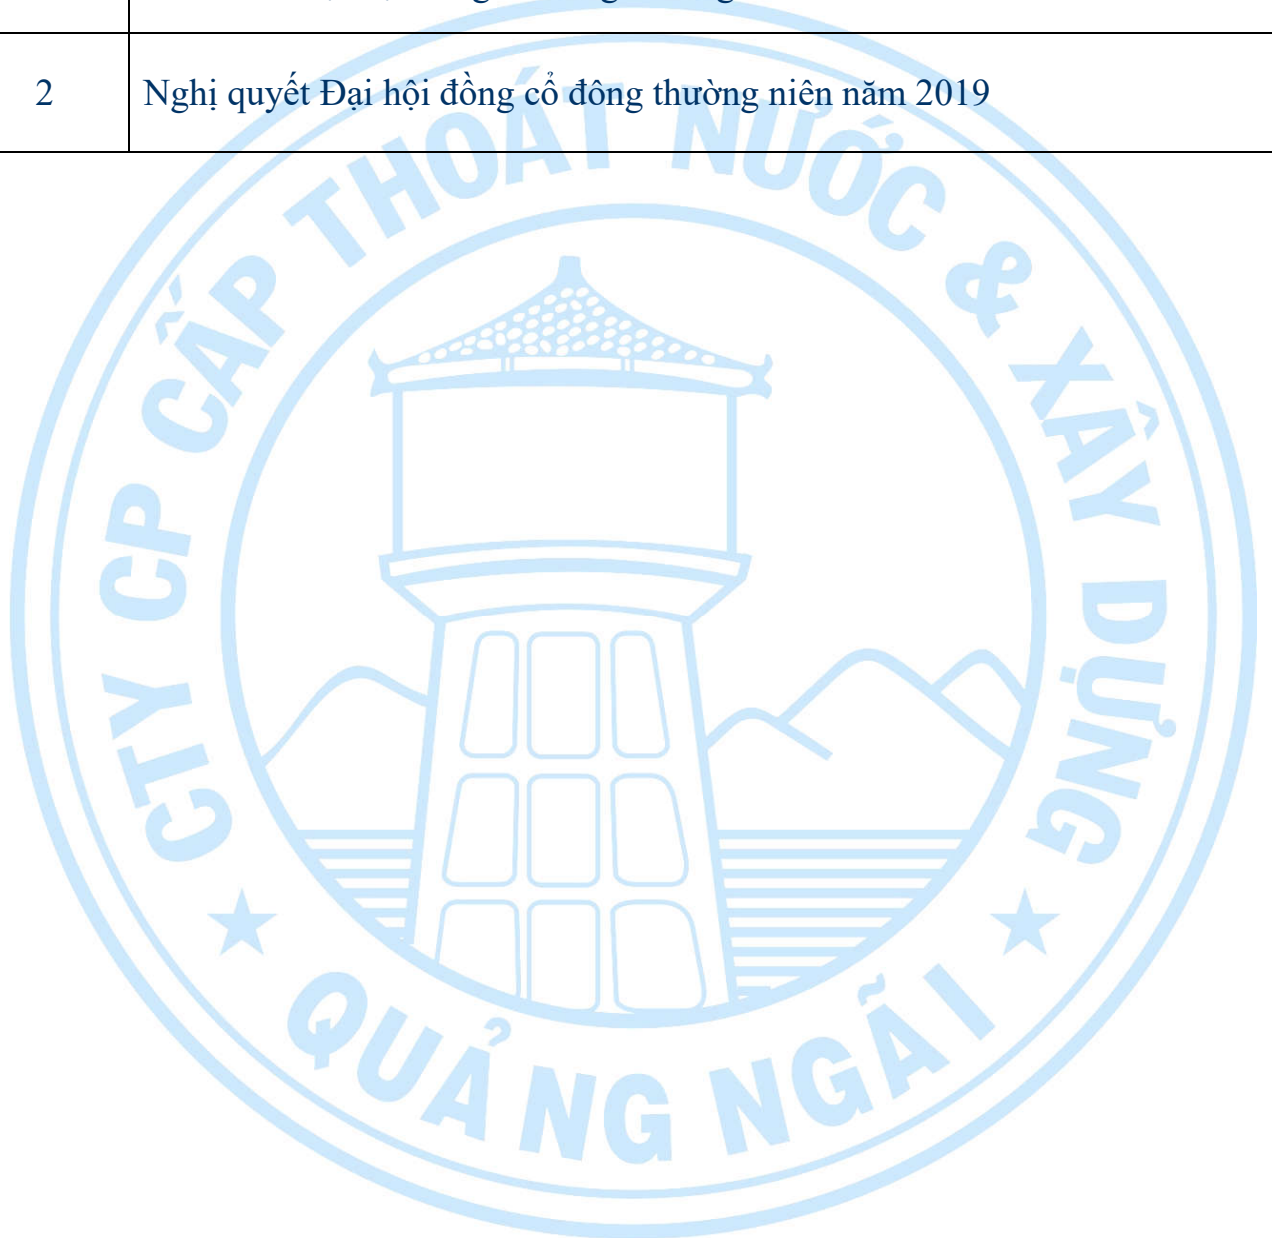 2 Nghị quyết Đại hội đồng cổ đông thường niên năm 2019
CTY CP CẤP THOÁT NƯỚC & XÂY DỰNG
★ QUẢNG NGÃI ★